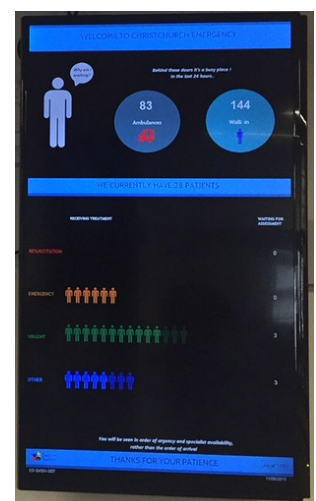 WELCOME TO CHRISTCHURCH EMERGENCY
Why am I
waiting?
Behind these doors it's a busy place !
in the last 24 hours..
83
Ambulances
144
Walk in
WE CURRENTLY HAVE 28 PATIENTS
RECEIVING TREATMENT
WAITING FOR
ASSESSMENT
RESUSCITATION
0
EMERGENCY
0
URGENT
3
OTHER
3
You will be seen in order of urgency and specialist availability,
rather than the order of arrival
THANKS FOR YOUR PATIENCE